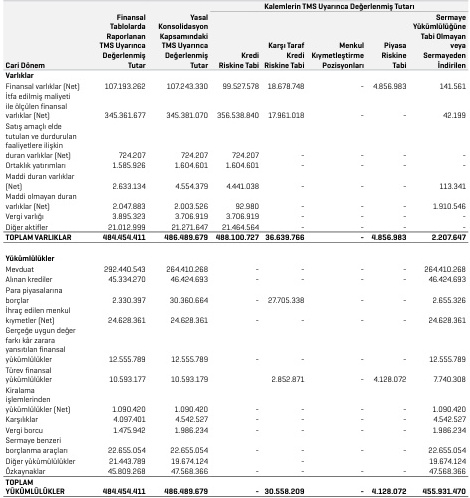 Kalemlerin TMS Uyarınca Değerlenmiş Tutarı
Cari Dönem | Finansal Tablolarda Raporlanan TMS Uyarınca Değerlenmiş Tutar | Yasal Konsolidasyon Kapsamındaki TMS Uyarınca Değerlenmiş Tutar | Kredi Riskine Tabi | Karşı Taraf Kredi Riskine Tabi | Menkul Kıymetleştirme Pozisyonları | Piyasa Riskine Tabi | Sermaye Yükümlülüğüne Tabi Olmayan veya Sermayeden İndirilen
Varlıklar
Finansal varlıklar (Net) 107.193.262 107.243.330 99.527.578 18.678.748 - 4.856.983 141.561
İtfa edilmiş maliyeti
ile ölçülen finansal
varlıklar (Net) 345.361.677 345.381.070 356.538.840 17.961.018 - - 42.199
Satış amaçlı elde
tutulan ve durdurulan
faaliyetlere ilişkin
duran varlıklar (Net) 724.207 724.207 724.207 - - - -
Ortaklık yatırımları 1.585.926 1.604.601 1.604.601 - - - -
Maddi duran varlıklar
(Net) 2.633.134 4.554.379 4.441.038 - - - 113.341
Maddi olmayan duran
varlıklar (Net) 2.047.883 2.003.526 92.980 - - - 1.910.546
Vergi varlığı 3.895.323 3.706.919 3.706.919 - - - -
Diğer aktifler 21.012.999 21.271.647 21.464.564 - - - -
TOPLAM VARLIKLAR 484.454.411 486.489.679 488.100.727 36.639.766 - 4.856.983 2.207.647
Yükümlülükler
Mevduat 292.440.543 264.410.268 - - - - 264.410.268
Alınan krediler 45.334.270 46.424.693 - - - - 46.424.693
Para piyasalarına
borçlar 2.330.397 30.360.664 - 27.705.338 - - 2.655.326
İhraç edilen menkul
kıymetler (Net) 24.628.361 24.628.361 - - - - 24.628.361
Gerçeğe uygun değer
farkı kâr zarara
yansıtılan finansal
yükümlülükler 12.555.789 12.555.789 - - - - 12.555.789
Türev finansal
yükümlülükler 10.593.177 10.593.179 2.852.871 - 4.128.072 7.740.308
Kiralama
işlemlerinden
yükümlülükler (Net) 1.090.420 1.090.420 - - - - 1.090.420
Karşılıklar 4.097.401 4.542.527 - - - - 4.542.527
Vergi borcu 1.475.942 1.986.234 - - - - 1.986.234
Sermaye benzeri
borçlanma araçları 22.655.054 22.655.054 - - - - 22.655.054
Diğer yükümlülükler 21.443.789 19.674.124 19.674.124
Özkaynaklar 45.809.268 47.568.366 - - - - 47.568.366
TOPLAM
YÜKÜMLÜLÜKLER 484.454.411 486.489.679 - 30.558.209 - 4.128.072 455.931.470